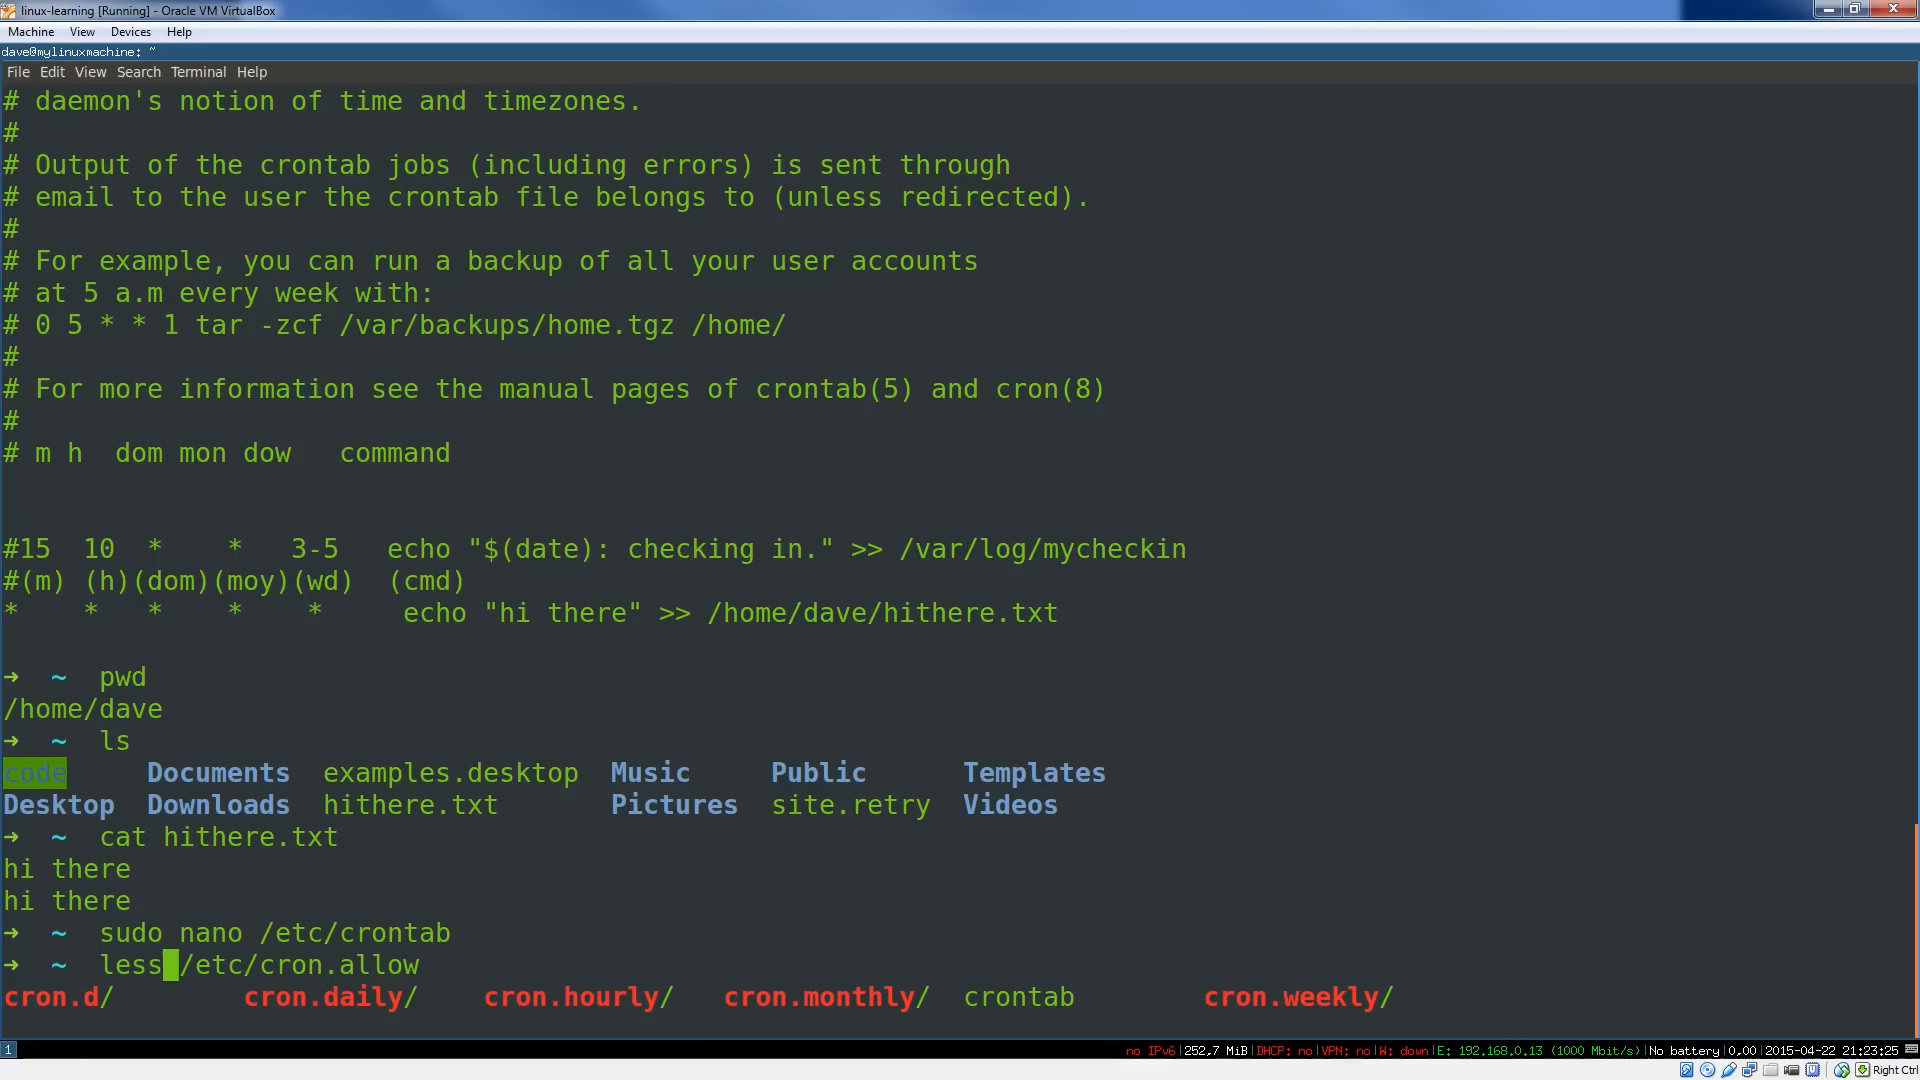 linux-learning [Running] - Oracle VM VirtualBox
Machine View Devices Help
dave@mylinuxmachine: ~
File Edit View Search Terminal Help
# daemon's notion of time and timezones.
#
# Output of the crontab jobs (including errors) is sent through
# email to the user the crontab file belongs to (unless redirected).
#
# For example, you can run a backup of all your user accounts
# at 5 a.m every week with:
# 0 5 * * 1 tar -zcf /var/backups/home.tgz /home/
#
# For more information see the manual pages of crontab(5) and cron(8)
#
# m h  dom mon dow   command
#15  10  *    *   3-5   echo "$(date): checking in." >> /var/log/mycheckin
#(m) (h)(dom)(moy)(wd)  (cmd)
*    *   *    *    *     echo "hi there" >> /home/dave/hithere.txt
➜  ~  pwd
/home/dave
➜  ~  ls
code     Documents  examples.desktop  Music     Public      Templates
Desktop  Downloads  hithere.txt       Pictures  site.retry  Videos
➜  ~  cat hithere.txt
hi there
hi there
➜  ~  sudo nano /etc/crontab
➜  ~  less /etc/cron.allow
cron.d/        cron.daily/    cron.hourly/   cron.monthly/  crontab        cron.weekly/
1 no IPv6|252,7 MiB|DHCP: no|VPN: no|W: down|E: 192.168.0.13 (1000 Mbit/s)|No battery|0,00|2015-04-22 21:23:25
Right Ctrl